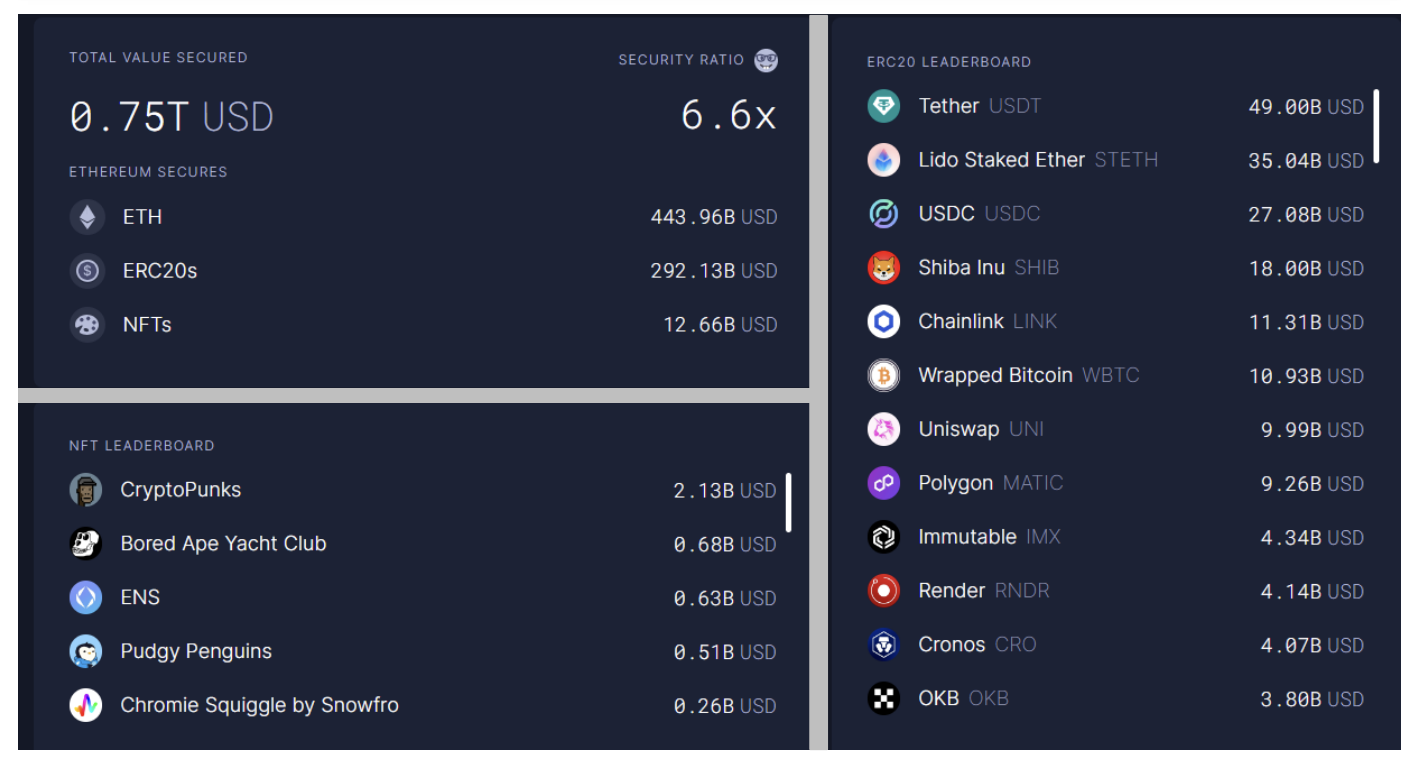 TOTAL VALUE SECURED
SECURITY RATIO
0.75T USD
6.6x
ETHEREUM SECURES
ETH 443.96B USD
ERC20s 292.13B USD
NFTs 12.66B USD
NFT LEADERBOARD
CryptoPunks 2.13B USD
Bored Ape Yacht Club 0.68B USD
ENS 0.63B USD
Pudgy Penguins 0.51B USD
Chromie Squiggle by Snowfro 0.26B USD
ERC20 LEADERBOARD
Tether USDT 49.00B USD
Lido Staked Ether STETH 35.04B USD
USDC USDC 27.08B USD
Shiba Inu SHIB 18.00B USD
Chainlink LINK 11.31B USD
Wrapped Bitcoin WBTC 10.93B USD
Uniswap UNI 9.99B USD
Polygon MATIC 9.26B USD
Immutable IMX 4.34B USD
Render RNDR 4.14B USD
Cronos CRO 4.07B USD
OKB OKB 3.80B USD